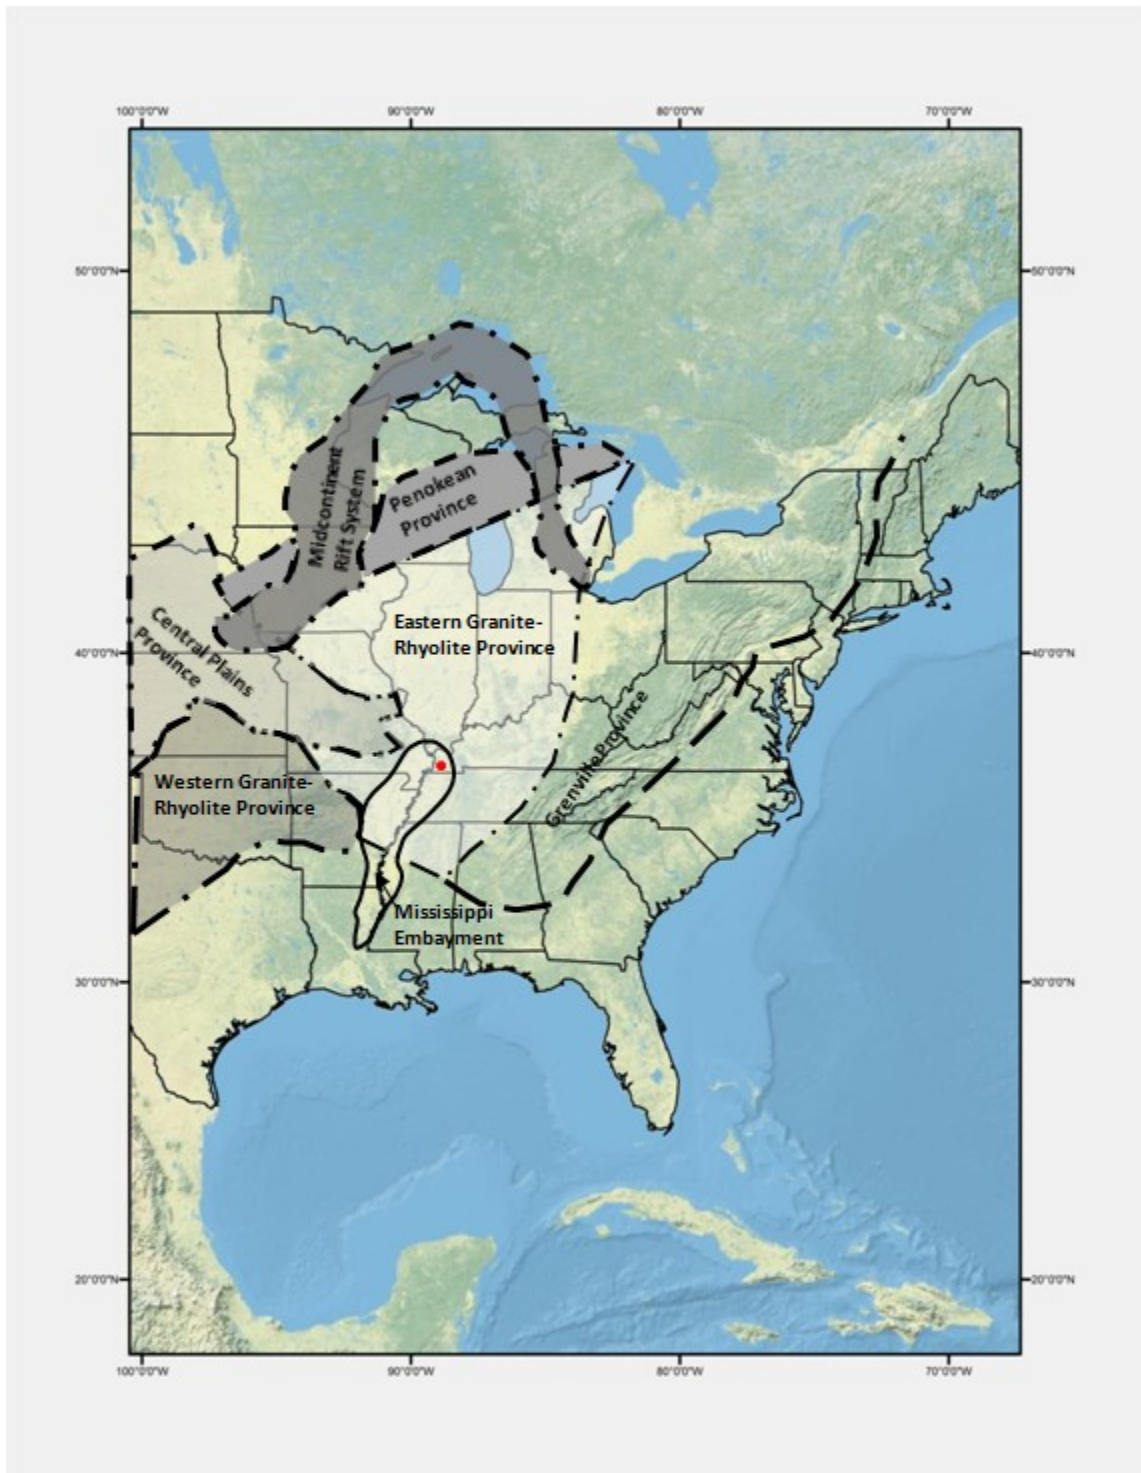 100°0'0"W
90°0'0"W
80°0'0"W
70°0'0"W
50°0'0"N
50°0'0"N
Midcontinent
Rift System
Penokean
Province
Eastern Granite-
Rhyolite Province
Central Plains
Province
40°0'0"N
40°0'0"N
Grenville Province
Western Granite-
Rhyolite Province
Mississippi
Embayment
30°0'0"N
30°0'0"N
20°0'0"N
20°0'0"N
100°0'0"W
90°0'0"W
80°0'0"W
70°0'0"W